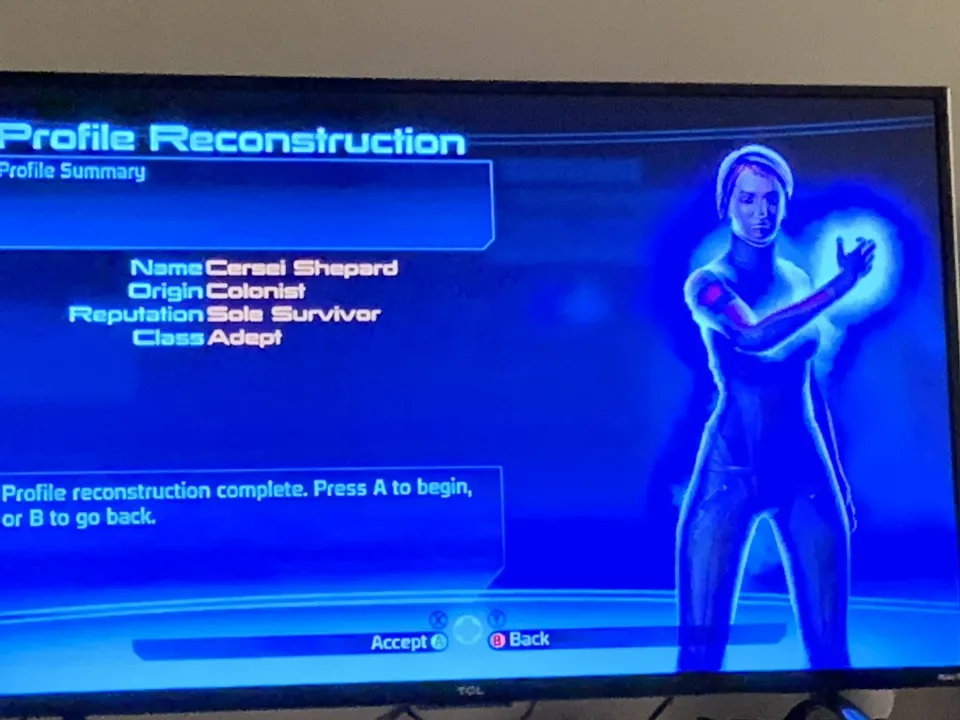 Profile Reconstruction
Profile Summary
Name Cersei Shepard
Origin Colonist
Reputation Sole Survivor
Class Adept
Profile reconstruction complete. Press A to begin,
or B to go back.
X Y
Accept A B Back
TCL